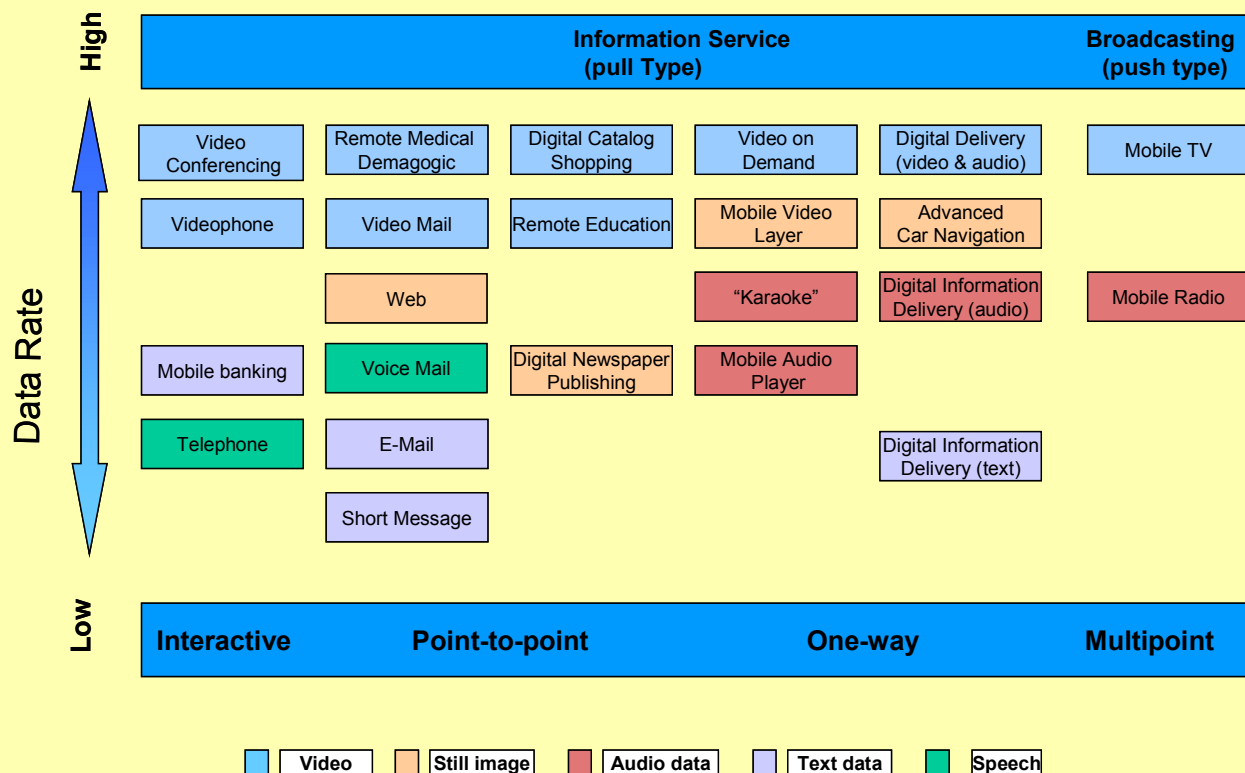 High
Information Service
(pull Type)
Broadcasting
(push type)
Data Rate
Video
Conferencing
Remote Medical
Demagogic
Digital Catalog
Shopping
Video on
Demand
Digital Delivery
(video & audio)
Mobile TV
Videophone
Video Mail
Remote Education
Mobile Video
Layer
Advanced
Car Navigation
Web
“Karaoke”
Digital Information
Delivery (audio)
Mobile Radio
Mobile banking
Voice Mail
Digital Newspaper
Publishing
Mobile Audio
Player
Telephone
E-Mail
Digital Information
Delivery (text)
Short Message
Low
Interactive
Point-to-point
One-way
Multipoint
Video
Still image
Audio data
Text data
Speech